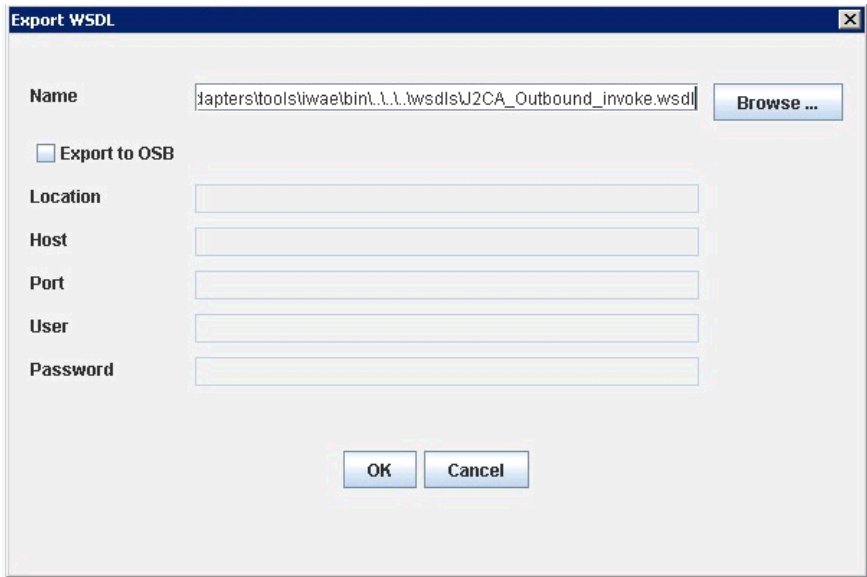 Export WSDL
Name dapters\tools\iwae\bin\..\..\..\wsdls\J2CA_Outbound_invoke.wsdl Browse ...
Export to OSB
Location
Host
Port
User
Password
OK Cancel